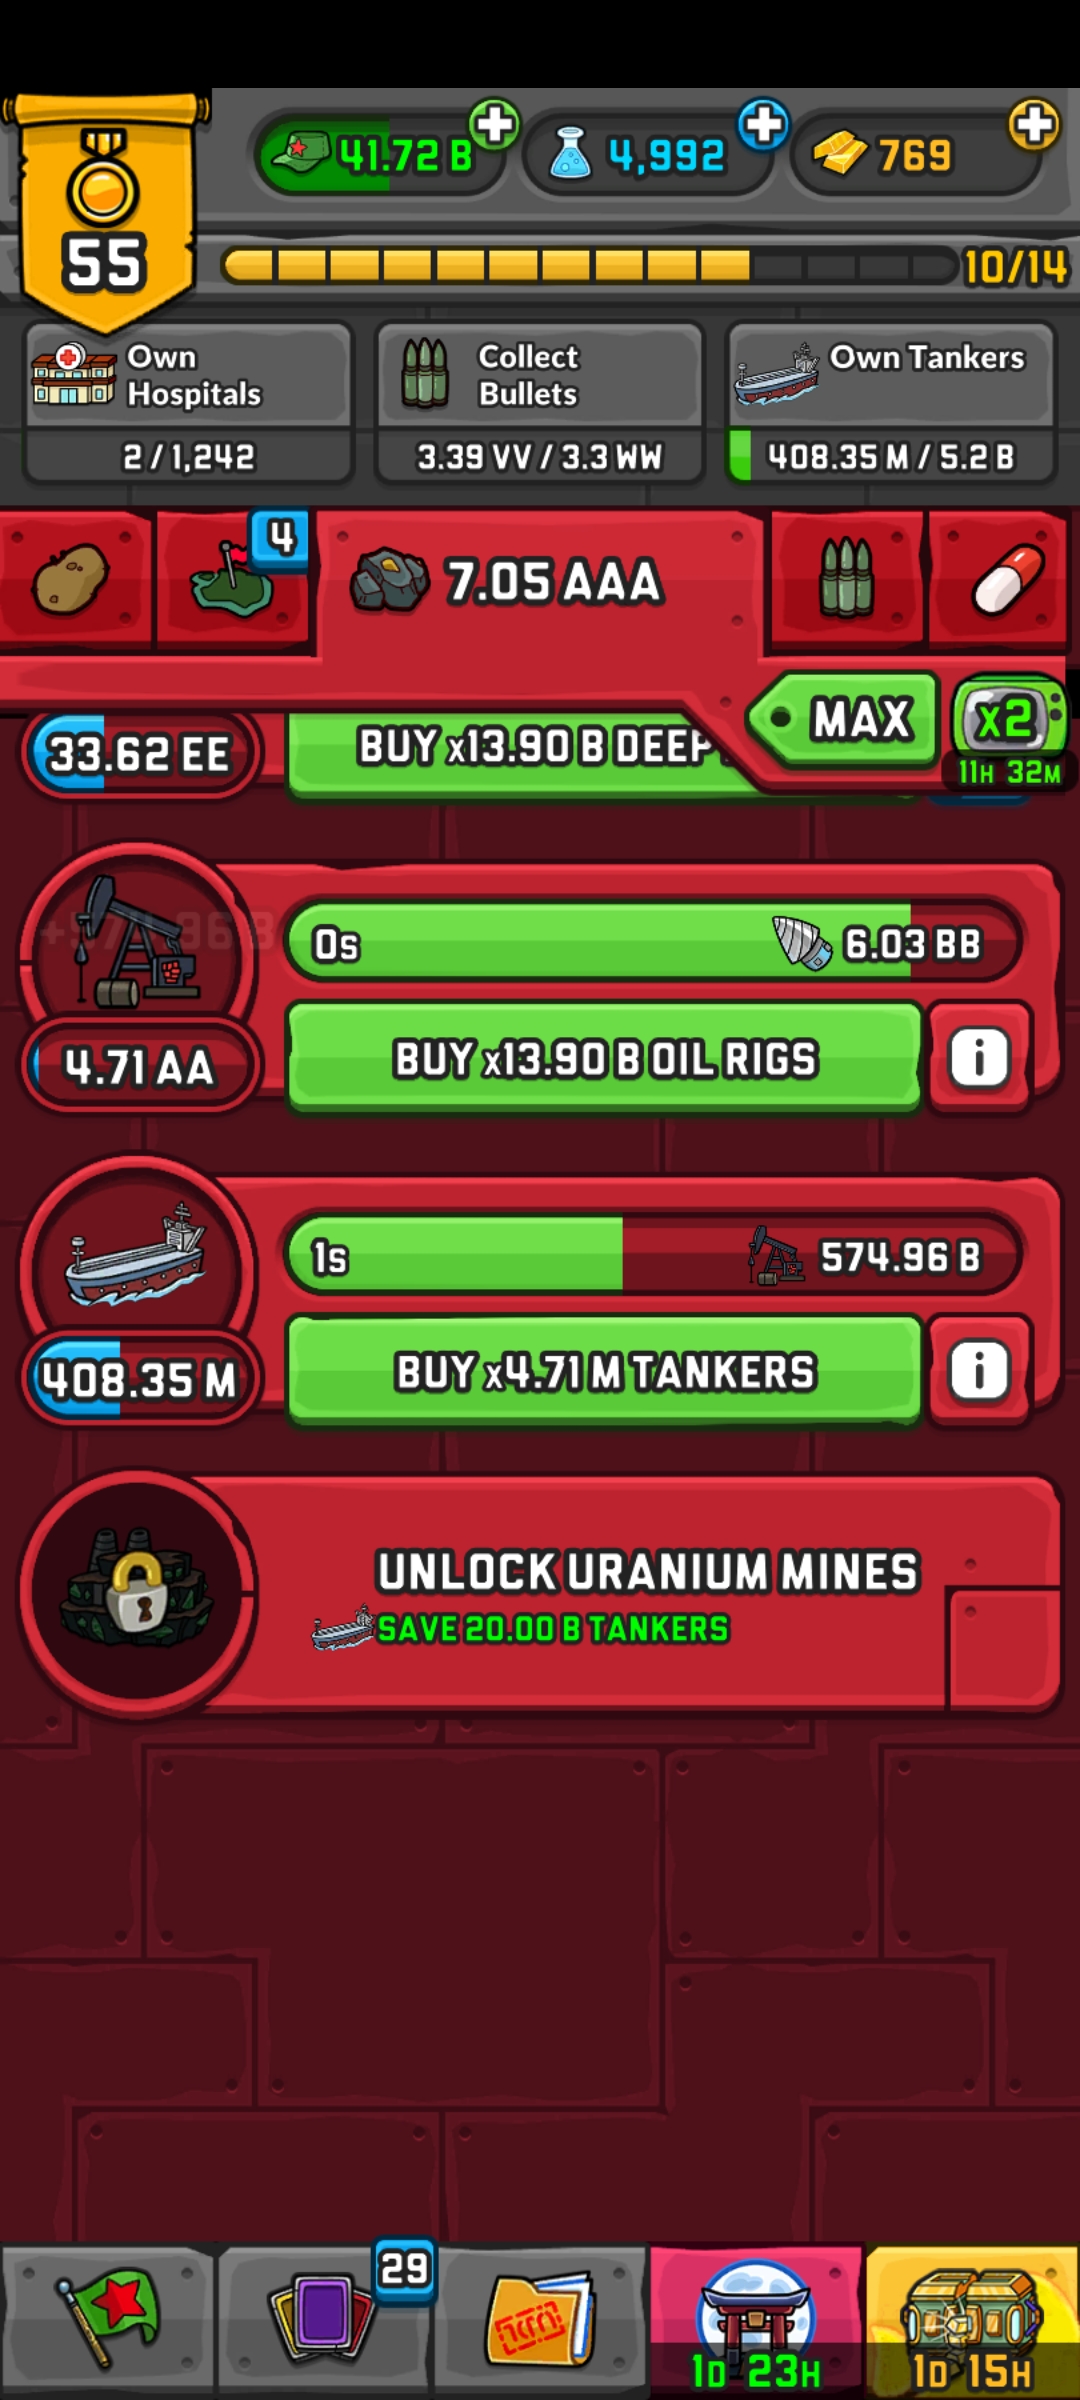 41.72 B
4,992
769
55
10/14
Own Hospitals
2 / 1,242
Collect Bullets
3.39 VV / 3.3 WW
Own Tankers
408.35 M / 5.2 B
4
7.05 AAA
MAX
x2
11H 32M
33.62 EE
BUY x13.90 B DEEP
0s
6.03 BB
4.71 AA
BUY x13.90 B OIL RIGS
i
1s
574.96 B
408.35 M
BUY x4.71 M TANKERS
i
UNLOCK URANIUM MINES
SAVE 20.00 B TANKERS
29
1D 23H
1D 15H